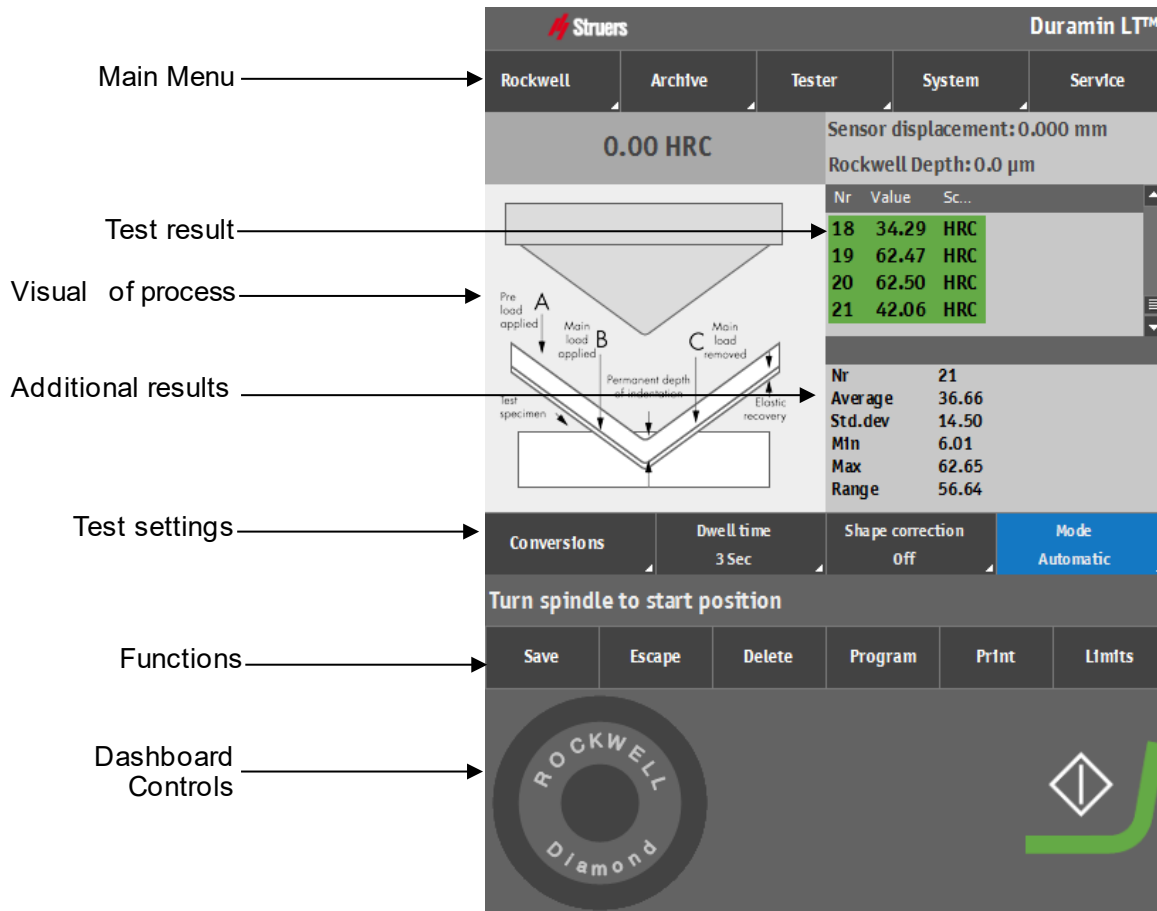 Struers
Duramin LT™
Main Menu
Rockwell Archive Tester System Service
0.00 HRC
Sensor displacement: 0.000 mm
Rockwell Depth: 0.0 µm
Test result
Nr Value Sc...
18 34.29 HRC
19 62.47 HRC
20 62.50 HRC
21 42.06 HRC
Visual of process
Pre
load
applied
A
Main
load
applied
B
C
Main
load
removed
Permanent depth
of indentation
Test
specimen
Elastic
recovery
Additional results
Nr 21
Average 36.66
Std.dev 14.50
Min 6.01
Max 62.65
Range 56.64
Test settings
Conversions
Dwell time
3 Sec
Shape correction
Off
Mode
Automatic
Turn spindle to start position
Functions
Save Escape Delete Program Print Limits
Dashboard
Controls
ROCKWELL
Diamond